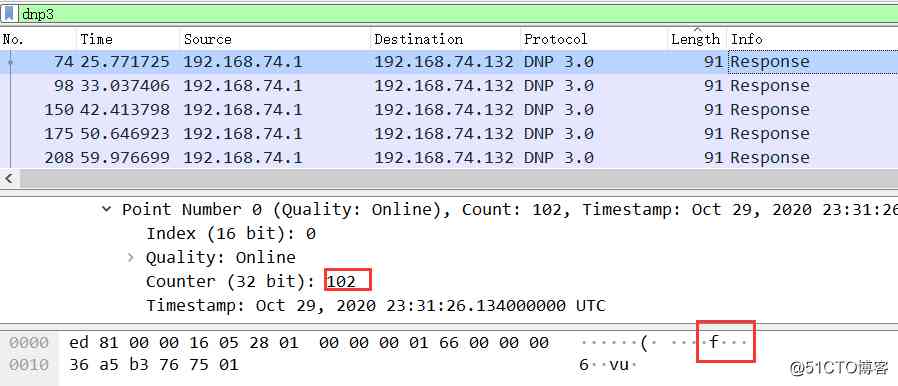 dnp3
No. Time Source Destination Protocol Length Info
74 25.771725 192.168.74.1 192.168.74.132 DNP 3.0 91 Response
98 33.037406 192.168.74.1 192.168.74.132 DNP 3.0 91 Response
150 42.413798 192.168.74.1 192.168.74.132 DNP 3.0 91 Response
175 50.646923 192.168.74.1 192.168.74.132 DNP 3.0 91 Response
208 59.976699 192.168.74.1 192.168.74.132 DNP 3.0 91 Response
Point Number 0 (Quality: Online), Count: 102, Timestamp: Oct 29, 2020 23:31:26
Index (16 bit): 0
Quality: Online
Counter (32 bit): 102
Timestamp: Oct 29, 2020 23:31:26.134000000 UTC
0000 ed 81 00 00 16 05 28 01 00 00 00 01 66 00 00 00 ······(· ····f···
0010 36 a5 b3 76 75 01 6··vu·
@51CTO博客